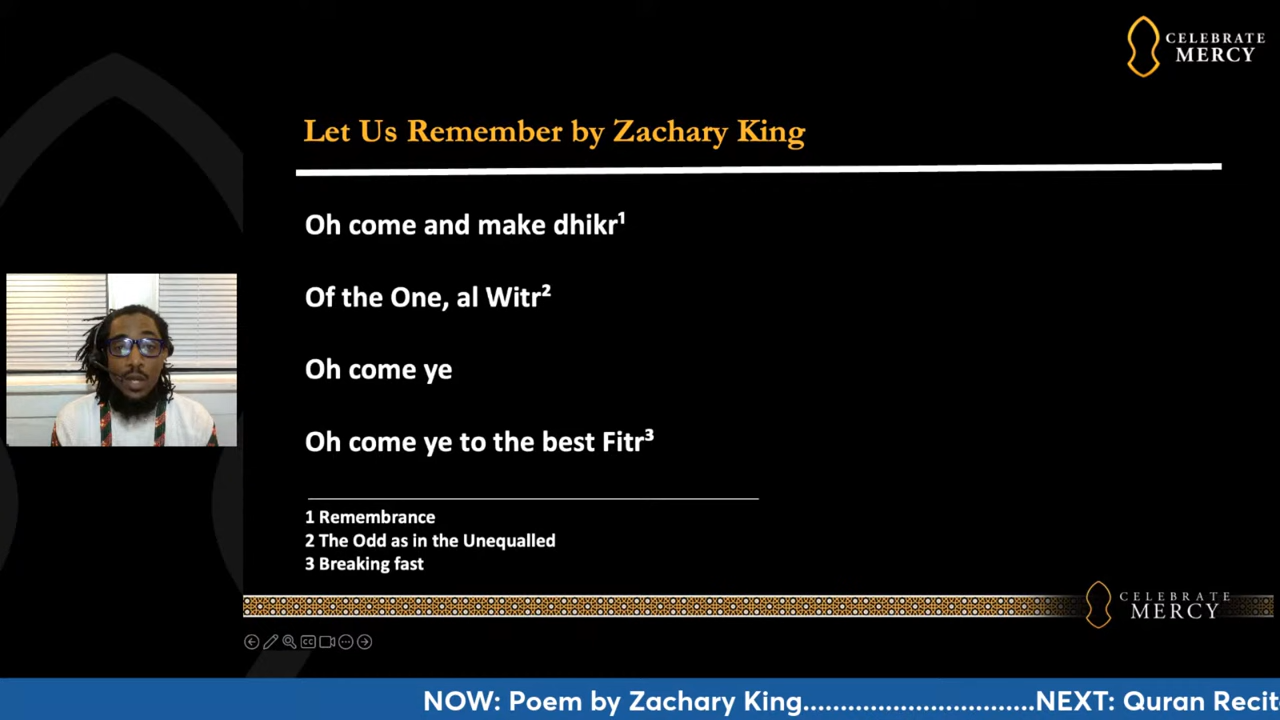 CELEBRATE
MERCY
Let Us Remember by Zachary King
Oh come and make dhikr¹
Of the One, al Witr²
Oh come ye
Oh come ye to the best Fitr³
1 Remembrance
2 The Odd as in the Unequalled
3 Breaking fast
CELEBRATE
MERCY
CC
NOW: Poem by Zachary King..............................NEXT: Quran Recit